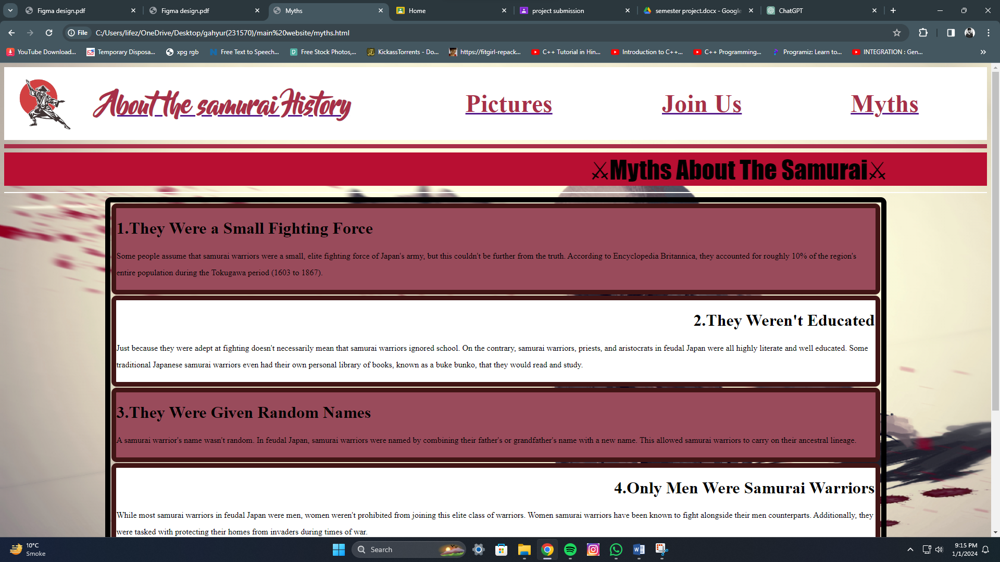 Figma design.pdf
Figma design.pdf
Myths
Home
project submission
semester project.docx - Google
ChatGPT
File
C:/Users/lifez/OneDrive/Desktop/gahyur(231570)/main%20website/myths.html
YouTube Download...
Temporary Disposa...
xpg rgb
Free Text to Speech...
Free Stock Photos,...
KickassTorrents - Do...
https://fitgirl-repack...
C++ Tutorial in Hin...
Introduction to C++...
C++ Programming...
Programiz: Learn to...
INTEGRATION : Gen...
About the samurai History
Pictures
Join Us
Myths
⚔Myths About The Samurai⚔
1.They Were a Small Fighting Force
Some people assume that samurai warriors were a small, elite fighting force of Japan's army, but this couldn't be further from the truth. According to Encyclopedia Britannica, they accounted for roughly 10% of the region's
entire population during the Tokugawa period (1603 to 1867).
2.They Weren't Educated
Just because they were adept at fighting doesn't necessarily mean that samurai warriors ignored school. On the contrary, samurai warriors, priests, and aristocrats in feudal Japan were all highly literate and well educated. Some
traditional Japanese samurai warriors even had their own personal library of books, known as a buke bunko, that they would read and study.
3.They Were Given Random Names
A samurai warrior's name wasn't random. In feudal Japan, samurai warriors were named by combining their father's or grandfather's name with a new name. This allowed samurai warriors to carry on their ancestral lineage.
4.Only Men Were Samurai Warriors
While most samurai warriors in feudal Japan were men, women weren't prohibited from joining this elite class of warriors. Women samurai warriors have been known to fight alongside their men counterparts. Additionally, they
were tasked with protecting their homes from invaders during times of war.
10°C
Smoke
Search
9:15 PM
1/1/2024